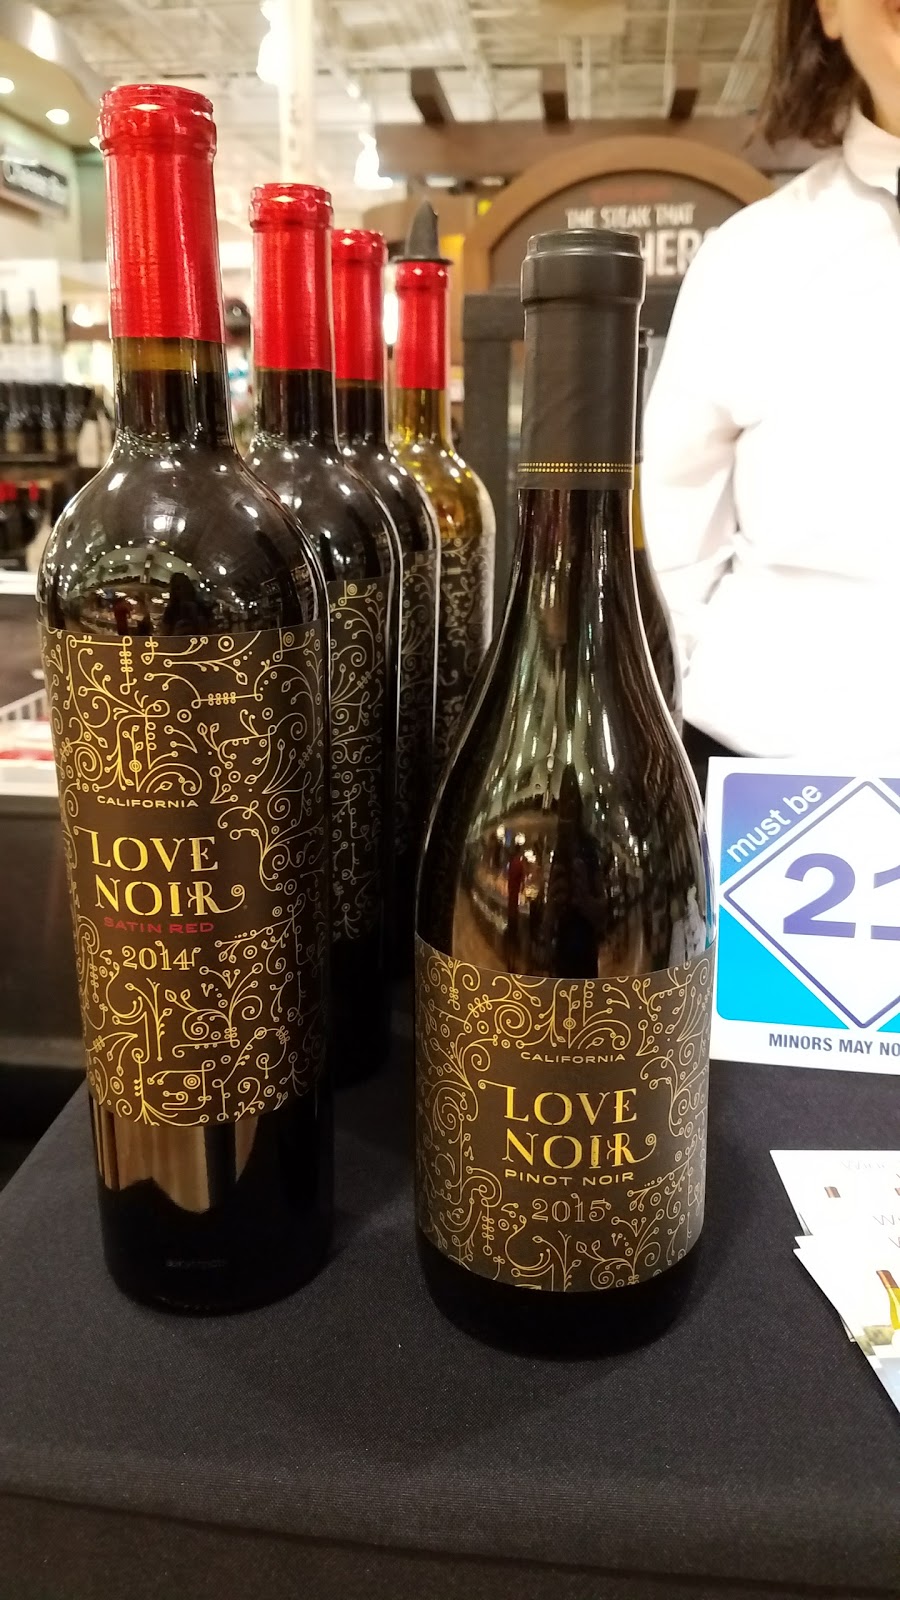 THE STEAK THAT
CALIFORNIA
LOVE
NOIR
SATIN RED
2014
CALIFORNIA
LOVE
NOIR
PINOT NOIR
2015
must be
21
MINORS MAY NO